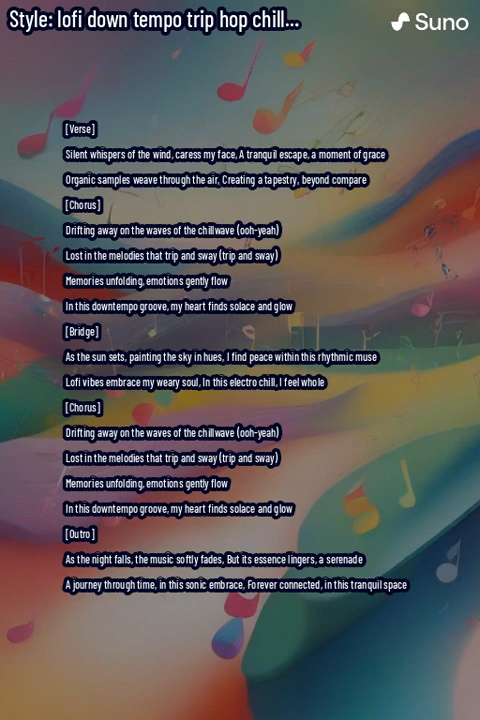 Style: lofi down tempo trip hop chill...
Suno
[Verse]
Silent whispers of the wind, caress my face, A tranquil escape, a moment of grace
Organic samples weave through the air, Creating a tapestry, beyond compare
[Chorus]
Drifting away on the waves of the chillwave (ooh-yeah)
Lost in the melodies that trip and sway (trip and sway)
Memories unfolding, emotions gently flow
In this downtempo groove, my heart finds solace and glow
[Bridge]
As the sun sets, painting the sky in hues, I find peace within this rhythmic muse
Lofi vibes embrace my weary soul, In this electro chill, I feel whole
[Chorus]
Drifting away on the waves of the chillwave (ooh-yeah)
Lost in the melodies that trip and sway (trip and sway)
Memories unfolding, emotions gently flow
In this downtempo groove, my heart finds solace and glow
[Outro]
As the night falls, the music softly fades, But its essence lingers, a serenade
A journey through time, in this sonic embrace, Forever connected, in this tranquil space